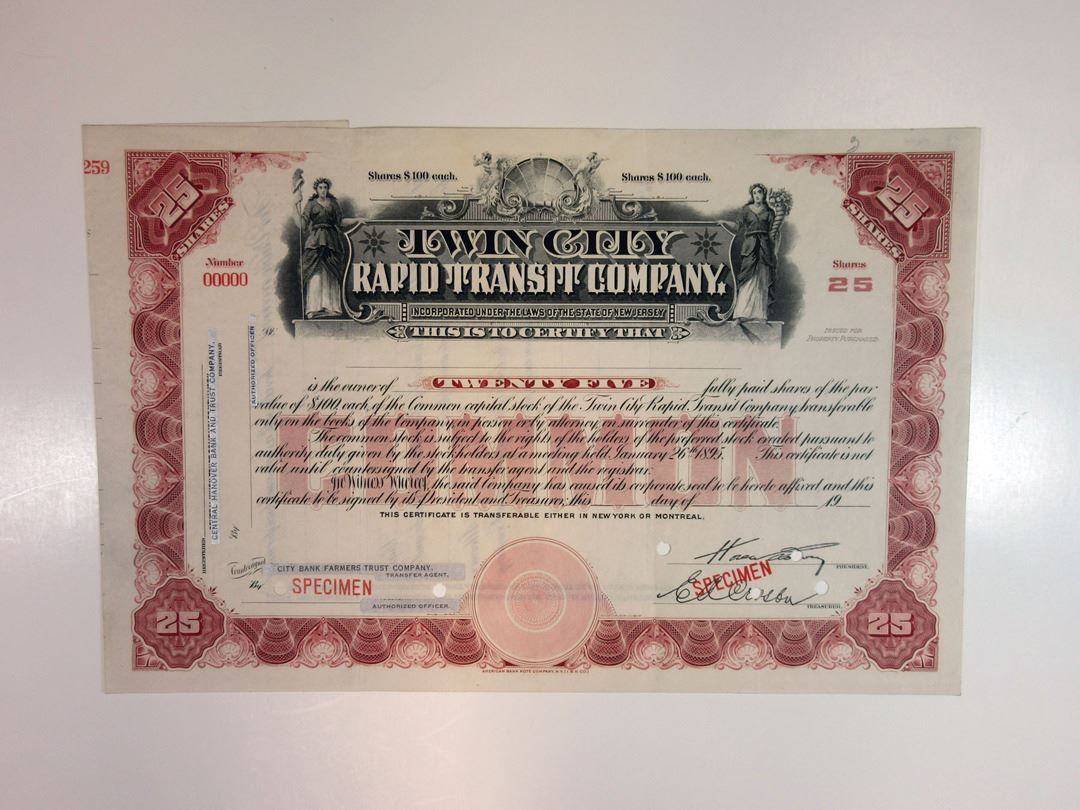 259
25
SHARES
Shares $100 each.
Shares $100 each.
25
SHARES
TWIN CITY
RAPID TRANSIT COMPANY.
INCORPORATED UNDER THE LAWS OF THE STATE OF NEW JERSEY
THIS IS TO CERTIFY THAT
Number
00000
Shares
25
ISSUED FOR
PROPERTY PURCHASED
is the owner of TWENTY FIVE fully paid shares of the par
value of $100, each, of the Common capital stock of the Twin City Rapid Transit Company, transferable
only on the books of the Company in person or by attorney on surrender of this certificate.
The common stock is subject to the rights of the holders of the preferred stock created pursuant to
authority duly given by the stockholders at a meeting held January 26th 1895. This certificate is not
valid until countersigned by the transfer agent and the registrar.
In Witness Whereof, the said Company has caused its corporate seal to be hereto affixed and this
certificate to be signed by its President and Treasurer, this day of 19
THIS CERTIFICATE IS TRANSFERABLE EITHER IN NEW YORK OR MONTREAL.
REGISTERED
CENTRAL HANOVER BANK AND TRUST COMPANY,
REGISTRAR
By
AUTHORIZED OFFICER
Countersigned
CITY BANK FARMERS TRUST COMPANY.
TRANSFER AGENT,
By
SPECIMEN
AUTHORIZED OFFICER.
PRESIDENT.
SPECIMEN
TREASURER.
25
25
AMERICAN BANK NOTE COMPANY, N.Y.